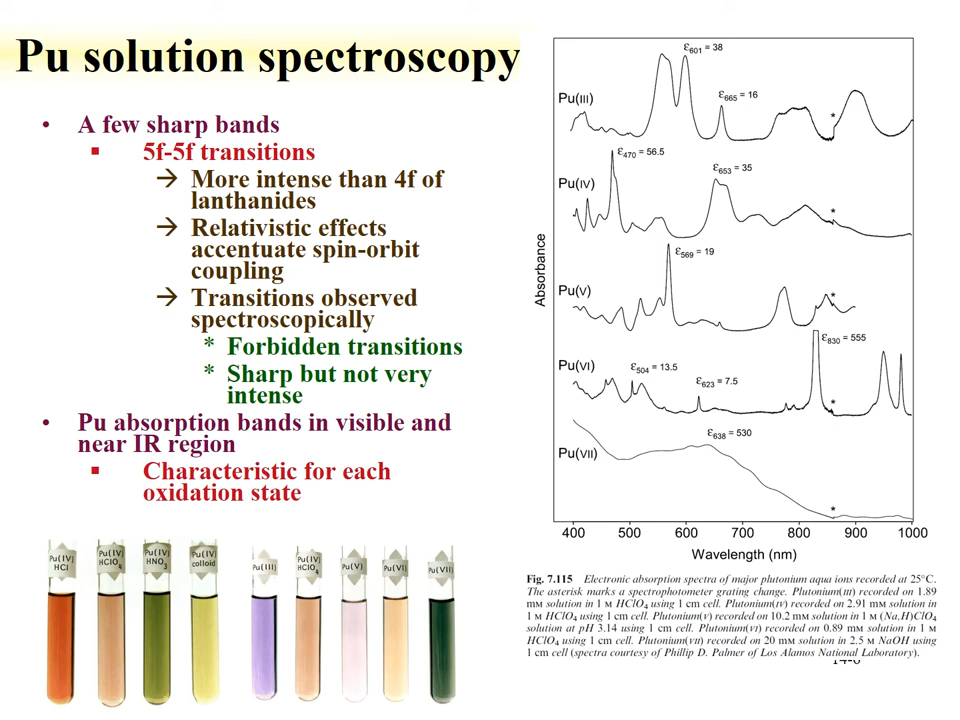 Pu solution spectroscopy
• A few sharp bands
▪ 5f-5f transitions
→ More intense than 4f of
lanthanides
→ Relativistic effects
accentuate spin-orbit
coupling
→ Transitions observed
spectroscopically
* Forbidden transitions
* Sharp but not very
intense
• Pu absorption bands in visible and
near IR region
▪ Characteristic for each
oxidation state
Pu(IV)
HCl
Pu(IV)
HClO₄
Pu(IV)
HNO₃
Pu(IV)
colloid
Pu(III)
Pu(IV)
HClO₄
Pu(V)
Pu(VI)
Pu(VII)
Absorbance
Pu(III)
ε601 = 38
ε665 = 16
*
Pu(IV)
ε470 = 56.5
ε653 = 35
*
Pu(V)
ε569 = 19
*
Pu(VI)
ε504 = 13.5
ε623 = 7.5
ε830 = 555
*
Pu(VII)
ε638 = 530
*
400 500 600 700 800 900 1000
Wavelength (nm)
Fig. 7.115 Electronic absorption spectra of major plutonium aqua ions recorded at 25°C.
The asterisk marks a spectrophotometer grating change. Plutonium(III) recorded on 1.89
mM solution in 1 M HClO₄ using 1 cm cell. Plutonium(IV) recorded on 2.91 mM solution in
1 M HClO₄ using 1 cm cell. Plutonium(V) recorded on 10.2 mM solution in 1 M (Na,H)ClO₄
solution at pH 3.14 using 1 cm cell. Plutonium(VI) recorded on 0.89 mM solution in 1 M
HClO₄ using 1 cm cell. Plutonium(VII) recorded on 20 mM solution in 2.5 M NaOH using
1 cm cell (spectra courtesy of Phillip D. Palmer of Los Alamos National Laboratory).